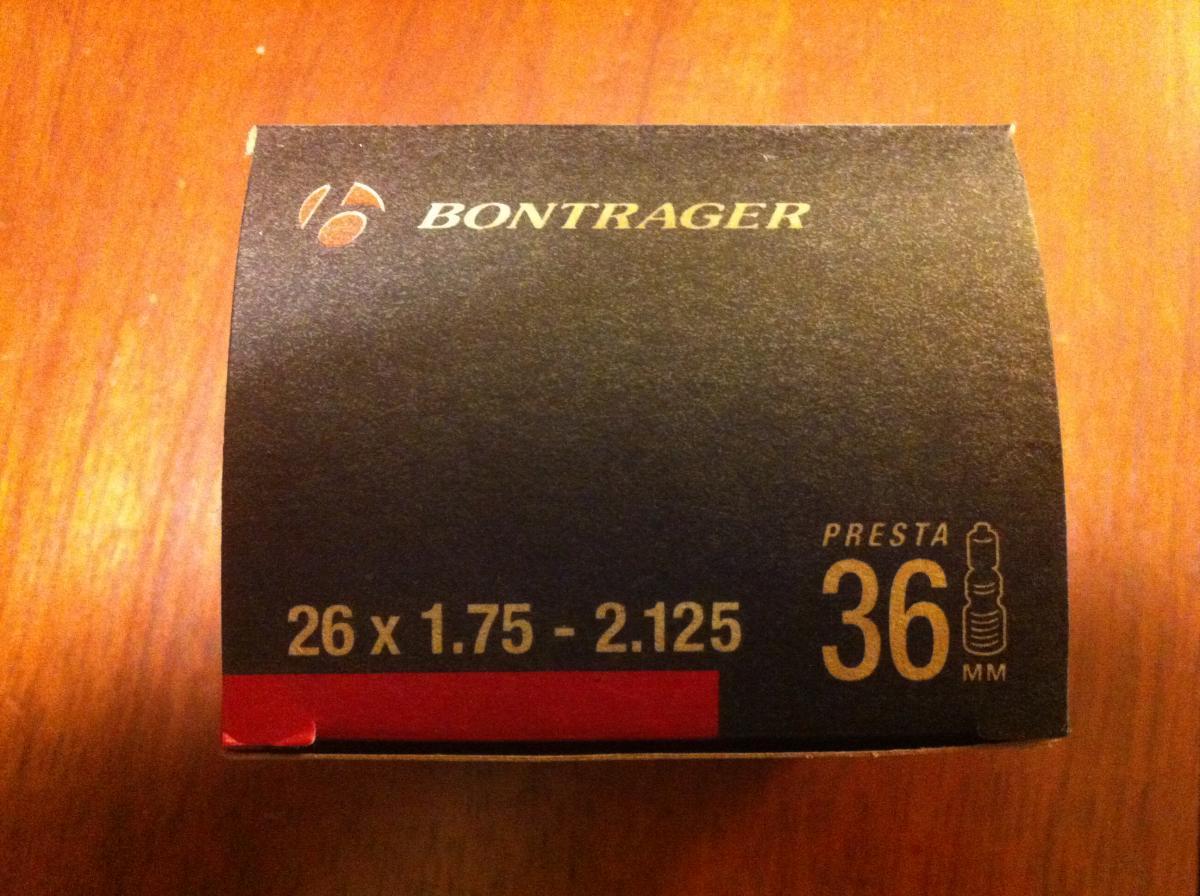 BONTRAGER
PRESTA
36
MM
26 x 1.75 - 2.125